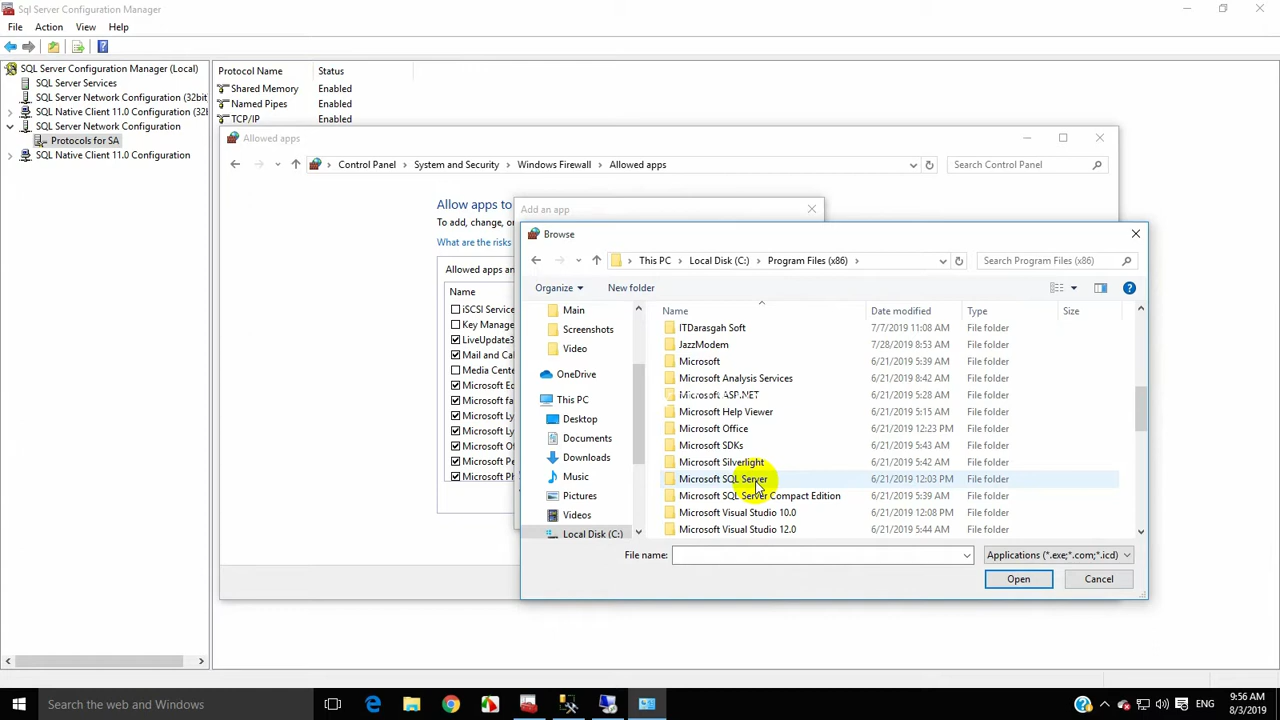 Sql Server Configuration Manager
File Action View Help
SQL Server Configuration Manager (Local)
SQL Server Services
SQL Server Network Configuration (32bit
SQL Native Client 11.0 Configuration (32b
SQL Server Network Configuration
Protocols for SA
SQL Native Client 11.0 Configuration
Protocol Name Status
Shared Memory Enabled
Named Pipes Enabled
TCP/IP Enabled
Allowed apps
Control Panel System and Security Windows Firewall Allowed apps
Search Control Panel
Allow apps to
To add, change, o
What are the risks
Allowed apps an
Name
iSCSI Service
Key Manage
LiveUpdate3
Mail and Ca
Media Cente
Microsoft Ed
Microsoft fa
Microsoft Ly
Microsoft Ly
Microsoft Of
Microsoft Pe
Microsoft Ph
Add an app
Browse
This PC Local Disk (C:) Program Files (x86)
Search Program Files (x86)
Organize New folder
Main
Screenshots
Video
OneDrive
This PC
Desktop
Documents
Downloads
Music
Pictures
Videos
Local Disk (C:)
Name Date modified Type Size
ITDarasgah Soft 7/7/2019 11:08 AM File folder
JazzModem 7/28/2019 8:53 AM File folder
Microsoft 6/21/2019 5:39 AM File folder
Microsoft Analysis Services 6/21/2019 8:42 AM File folder
Microsoft ASP.NET 6/21/2019 5:28 AM File folder
Microsoft Help Viewer 6/21/2019 5:15 AM File folder
Microsoft Office 6/21/2019 12:23 PM File folder
Microsoft SDKs 6/21/2019 5:43 AM File folder
Microsoft Silverlight 6/21/2019 5:42 AM File folder
Microsoft SQL Server 6/21/2019 12:03 PM File folder
Microsoft SQL Server Compact Edition 6/21/2019 5:39 AM File folder
Microsoft Visual Studio 10.0 6/21/2019 12:08 PM File folder
Microsoft Visual Studio 12.0 6/21/2019 5:44 AM File folder
File name:
Applications (*.exe;*.com;*.icd)
Open Cancel
Search the web and Windows
ENG
9:56 AM
8/3/2019